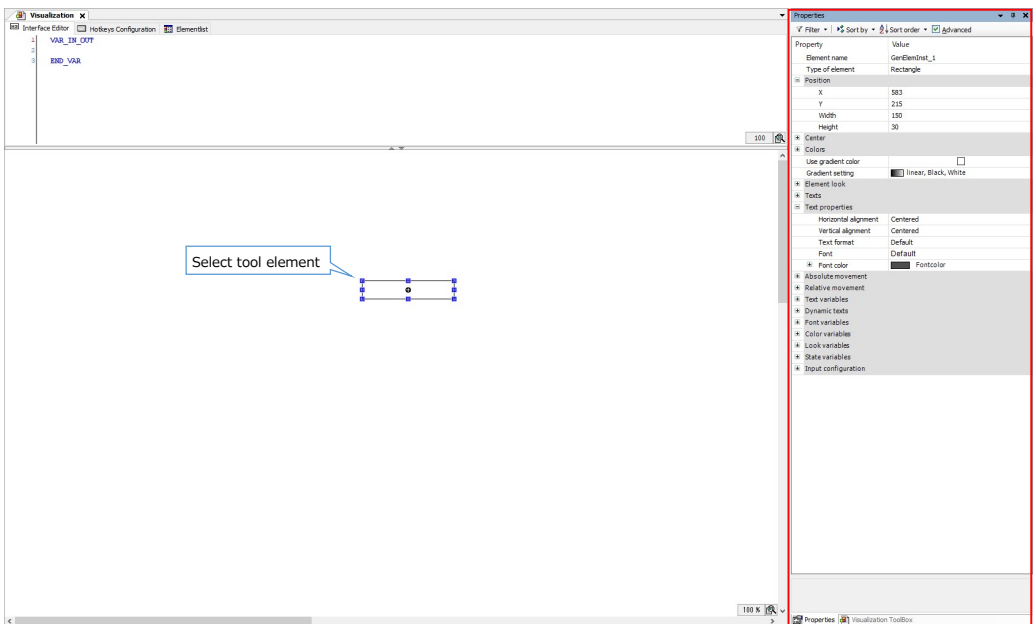 Visualization X
Interface Editor Hotkeys Configuration Elementlist
1 VAR_IN_OUT
2
3 END_VAR
100
Select tool element
100 %
Properties
Filter Sort by Sort order Advanced
Property Value
Element name GenElemInst_1
Type of element Rectangle
Position
X 583
Y 215
Width 150
Height 30
Center
Colors
Use gradient color
Gradient setting linear, Black, White
Element look
Texts
Text properties
Horizontal alignment Centered
Vertical alignment Centered
Text format Default
Font Default
Font color Fontcolor
Absolute movement
Relative movement
Text variables
Dynamic texts
Font variables
Color variables
Look variables
State variables
Input configuration
Properties Visualization ToolBox